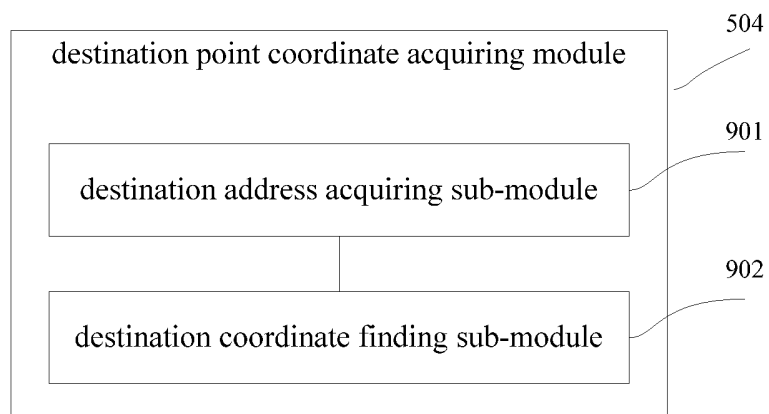 504
destination point coordinate acquiring module
901
destination address acquiring sub-module
902
destination coordinate finding sub-module